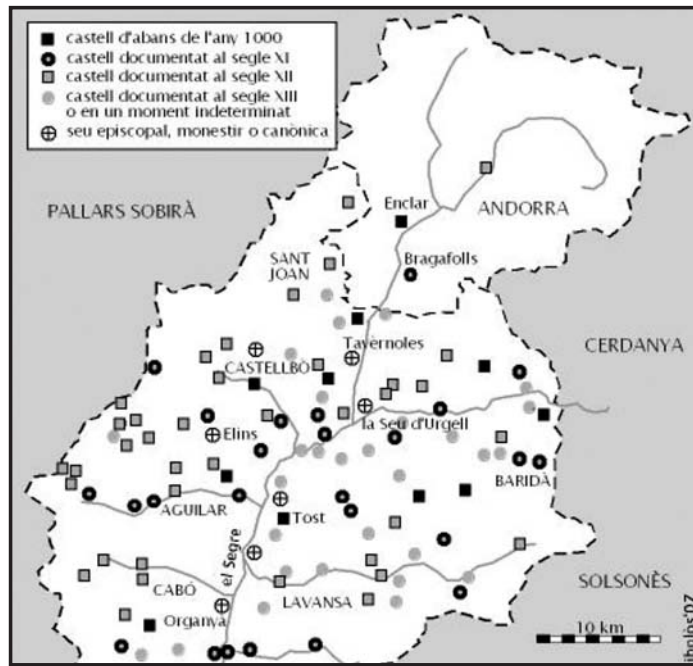 castell d'abans de l'any 1000
castell documentat al segle XI
castell documentat al segle XII
castell documentat al segle XIII
o en un moment indeterminat
seu episcopal, monestir o canònica
PALLARS SOBIRÀ
Enclar
ANDORRA
SANT
JOAN
Bragafolls
Tavèrnoles
CERDANYA
CASTELLBÒ
la Seu d'Urgell
Elins
BARIDÀ
AGUILAR
Tost
el Segre
CABÓ
LAVANSA
SOLSONÈS
Organya
10 km